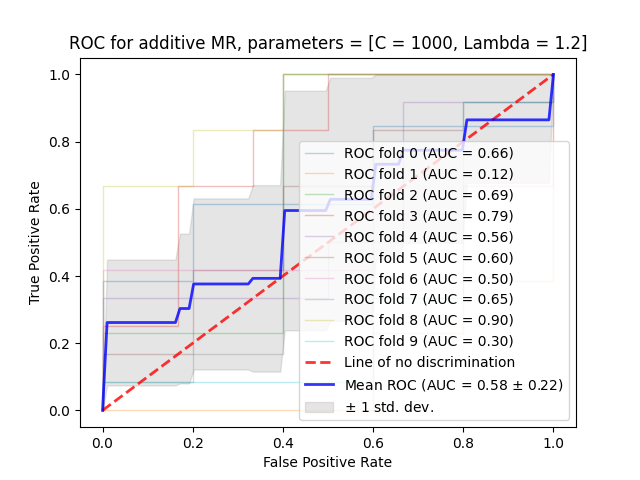 ROC for additive MR, parameters = [C = 1000, Lambda = 1.2]
True Positive Rate
1.0
0.8
0.6
0.4
0.2
0.0
ROC fold 0 (AUC = 0.66)
ROC fold 1 (AUC = 0.12)
ROC fold 2 (AUC = 0.69)
ROC fold 3 (AUC = 0.79)
ROC fold 4 (AUC = 0.56)
ROC fold 5 (AUC = 0.60)
ROC fold 6 (AUC = 0.50)
ROC fold 7 (AUC = 0.65)
ROC fold 8 (AUC = 0.90)
ROC fold 9 (AUC = 0.30)
Line of no discrimination
Mean ROC (AUC = 0.58 ± 0.22)
± 1 std. dev.
0.0 0.2 0.4 0.6 0.8 1.0
False Positive Rate